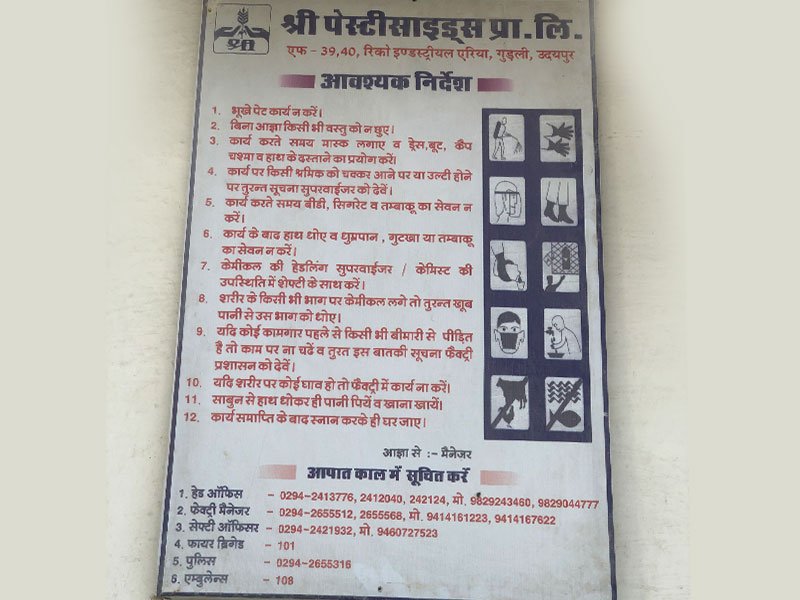 श्री
श्री पेस्टीसाइड्स प्रा.लि.
एफ - 39,40, रिको इण्डस्ट्रीयल एरिया, गुडली, उदयपुर
आवश्यक निर्देश
1. भूखे पेट कार्य न करें।
2. बिना आज्ञा किसी भी वस्तु को न छुए।
3. कार्य करते समय मास्क लगाए व ड्रेस,बूट, कैप
चश्मा व हाथ के दस्ताने का प्रयोग करें।
4. कार्य पर किसी श्रमिक को चक्कर आने पर या उल्टी होने
पर तुरन्त सूचना सुपरवाईजर को देवें।
5. कार्य करते समय बीडी, सिगरेट व तम्बाकू का सेवन न
करें।
6. कार्य के बाद हाथ धोए व धुम्रपान , गुटखा या तम्बाकू
का सेवन न करें।
7. केमीकल की हेडलिंग सुपरवाईजर / केमिस्ट की
उपस्थिति में शेफ्टी के साथ करें।
8. शरीर के किसी भी भाग पर केमीकल लगे तो तुरन्त खूब
पानी से उस भाग को धोए।
9. यदि कोई कामगार पहले से किसी भी बीमारी से पीड़ित
है तो काम पर ना चढें व तुरत इस बातकी सूचना फैक्ट्री
प्रशासन को देवें।
10. यदि शरीर पर कोई घाव हो तो फैक्ट्री में कार्य ना करें।
11. साबुन से हाथ धोकर ही पानी पियें व खाना खायें।
12. कार्य समाप्ति के बाद स्नान करके ही घर जाए।
आज्ञा से :- मैनेजर
आपात काल में सूचित करें
1. हेड ऑफिस - 0294-2413776, 2412040, 242124, मो. 9829243460, 9829044777
2. फेक्ट्री मैनेजर - 0294-2655512, 2655568, मो. 9414161223, 9414167622
3. सेफ्टी ऑफिसर - 0294-2421932, मो. 9460727523
4. फायर ब्रिगेड - 101
5. पुलिस - 0294-2655316
6. एम्बुलेन्स - 108